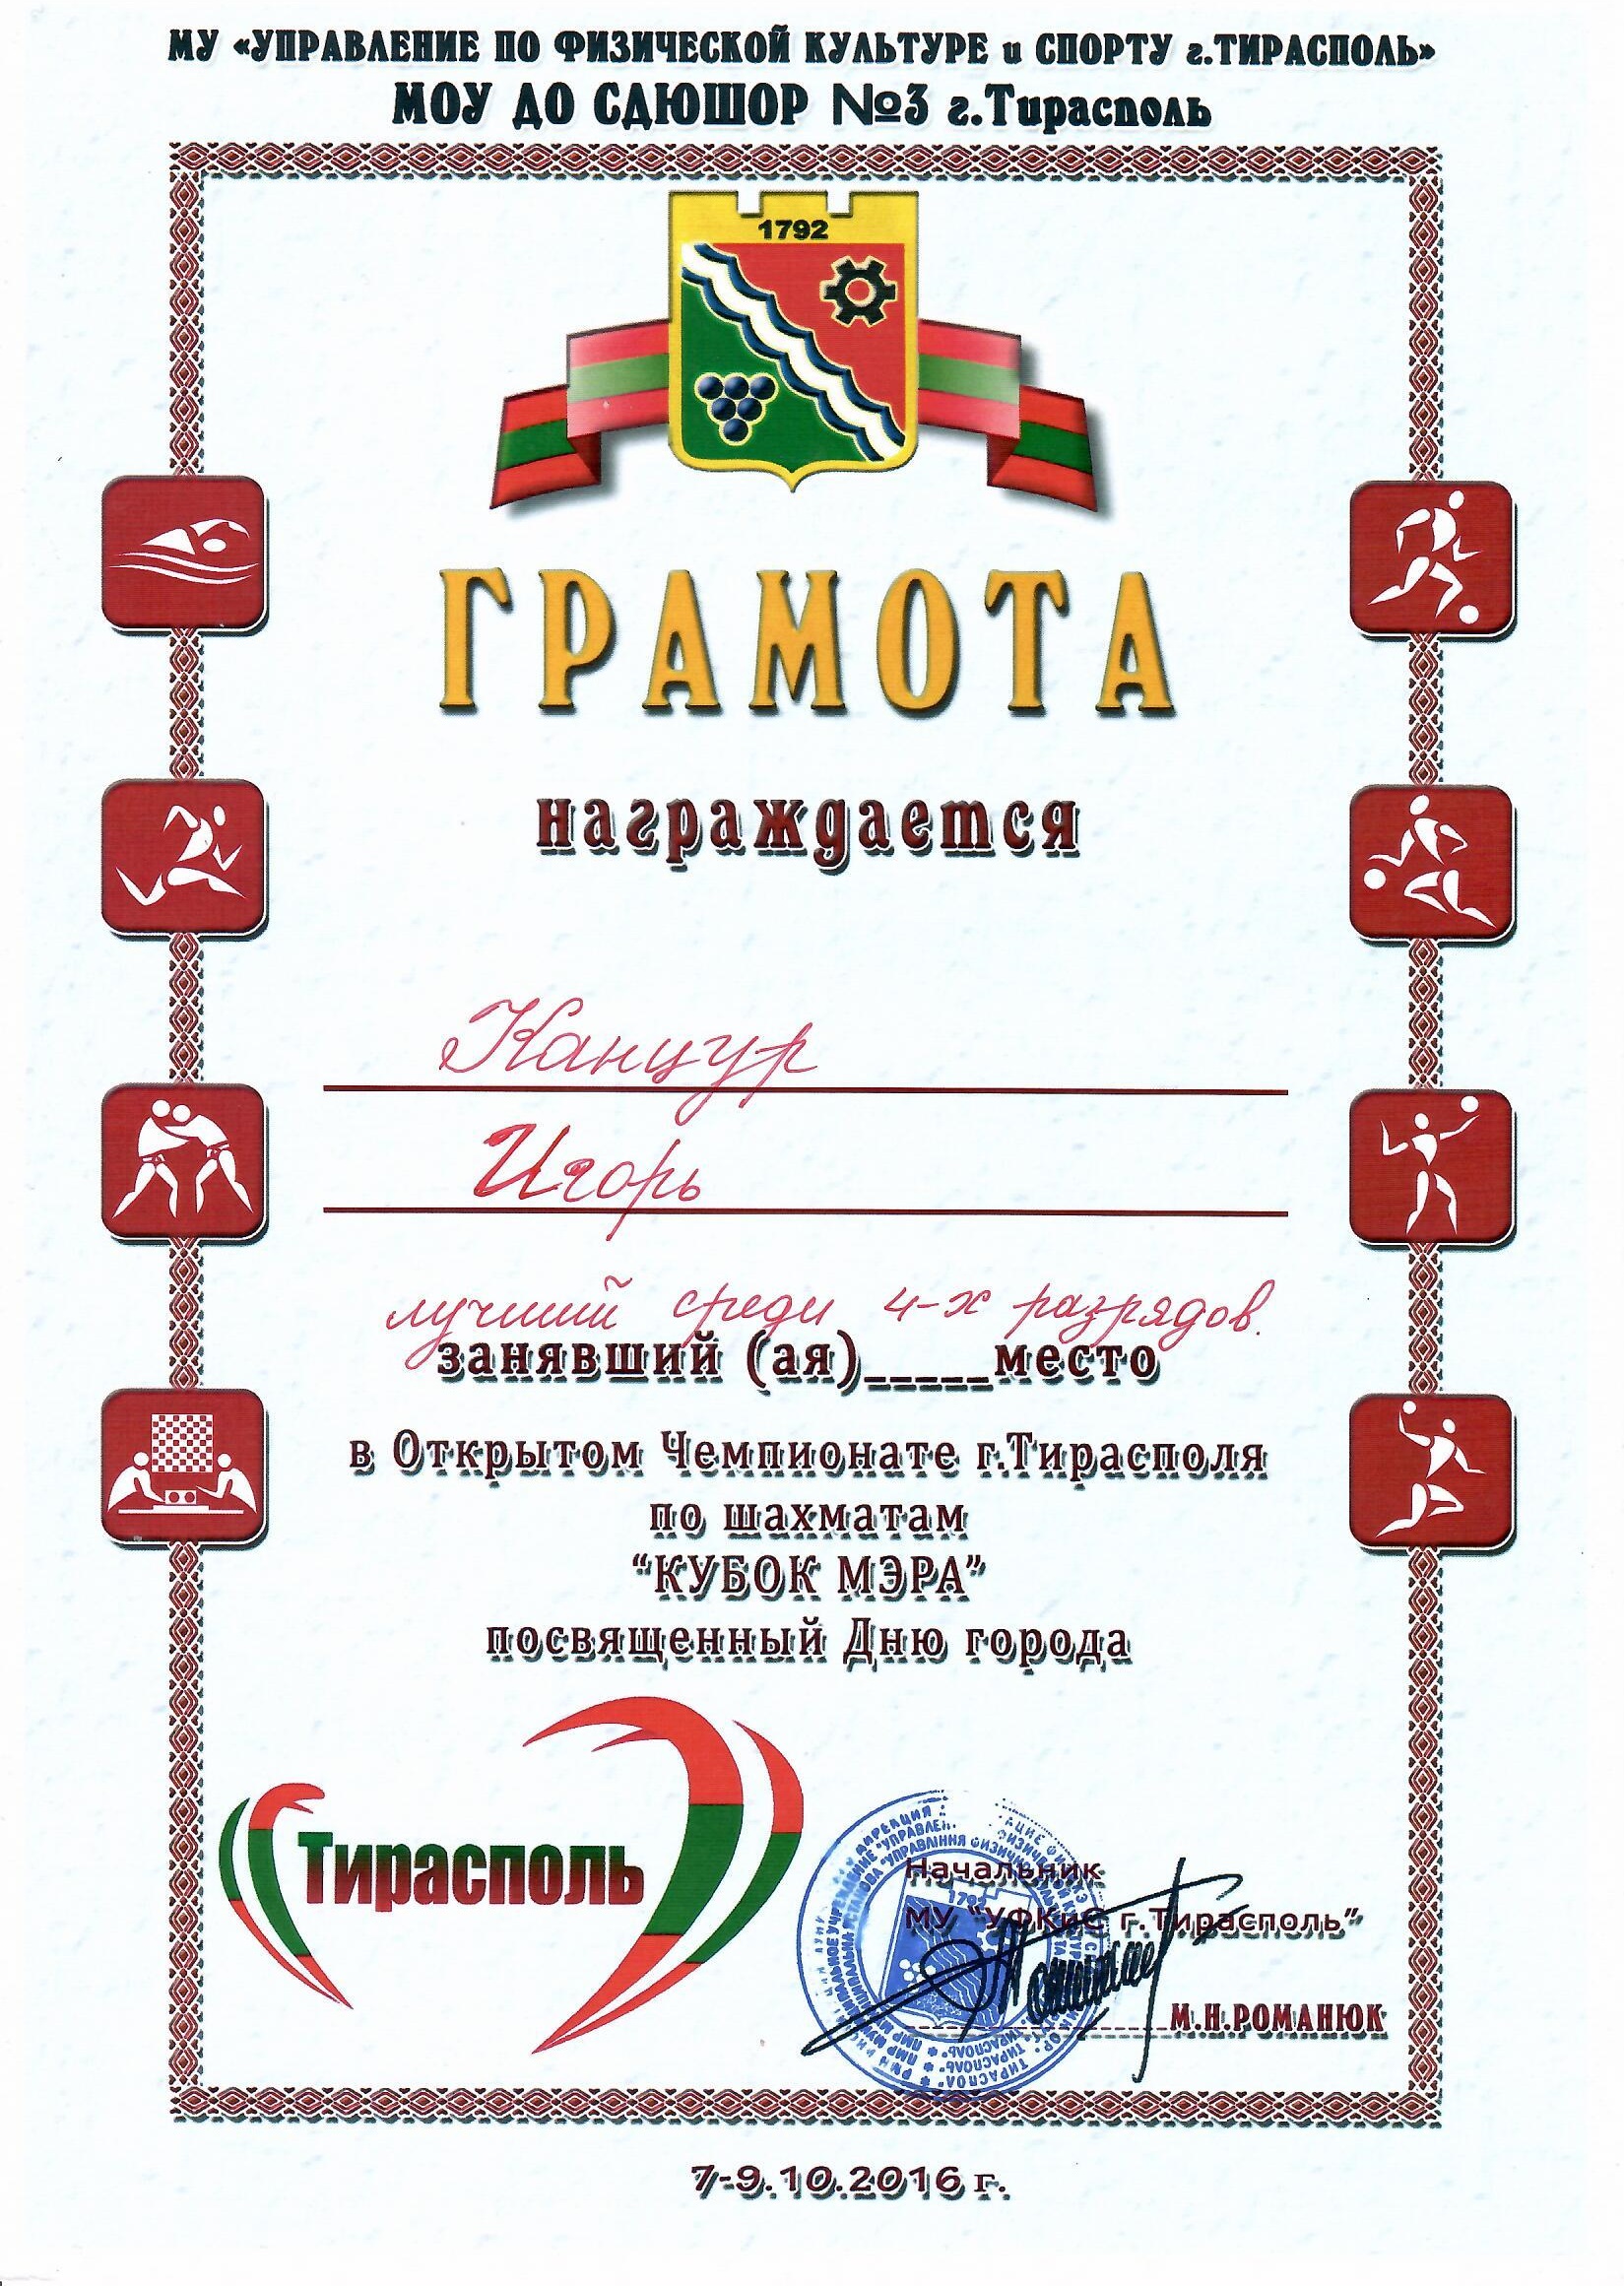 МУ «УПРАВЛЕНИЕ ПО ФИЗИЧЕСКОЙ КУЛЬТУРЕ и СПОРТУ г.ТИРАСПОЛЬ»
МОУ ДО СДЮШОР №3 г.Тирасполь
1792
ГРАМОТА
награждается
Канцур
Игорь
лучший среди 4-х разрядов.
занявший (ая)_____место
в Открытом Чемпионате г.Тирасполя
по шахматам
“КУБОК МЭРА”
посвященный Дню города
Тирасполь
Начальник
МУ “УФКиС г.Тирасполь”
М.Н.РОМАНЮК
7-9.10.2016 г.